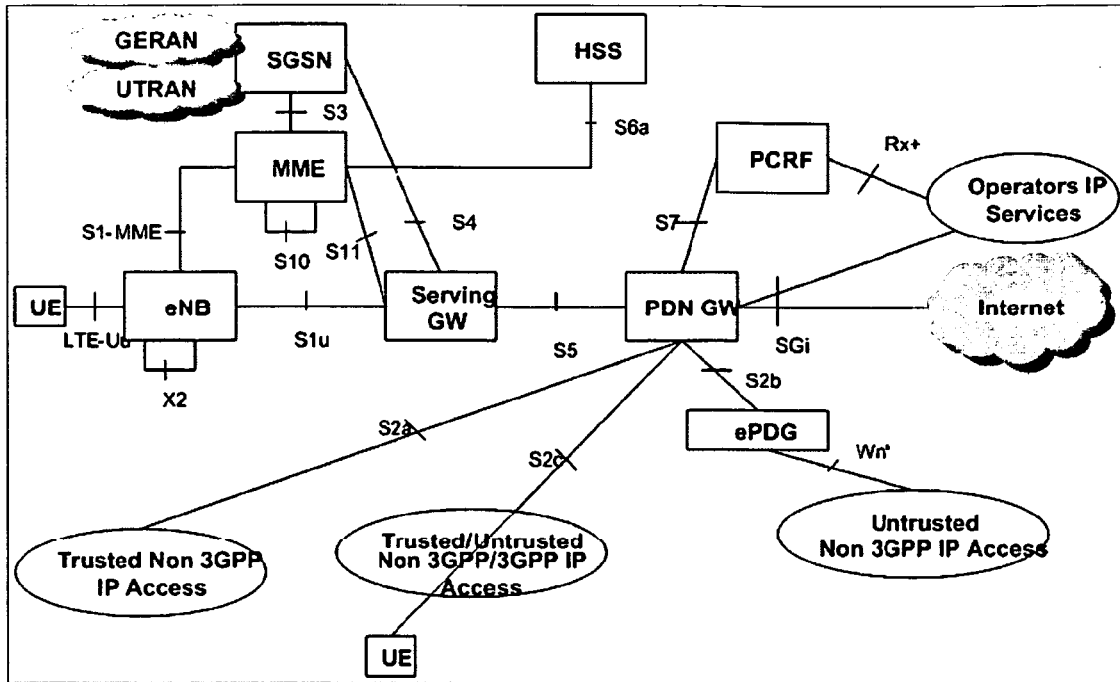 GERAN
UTRAN
SGSN
HSS
S3
S6a
MME
PCRF
Rx+
Operators IP
Services
S1-MME
S10
S11
S4
S7
UE
eNB
Serving
GW
PDN GW
Internet
LTE-Uu
S1u
S5
SGi
X2
S2b
ePDG
S2a
S2c
Wn*
Trusted Non 3GPP
IP Access
Trusted/Untrusted
Non 3GPP/3GPP IP
Access
Untrusted
Non 3GPP IP Access
UE